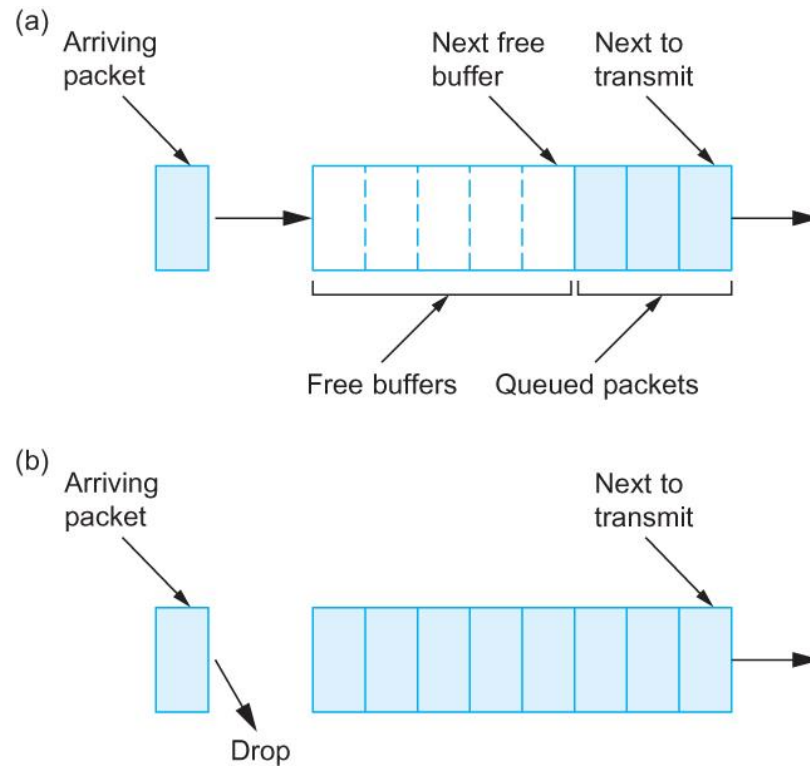 (a)
Arriving
packet
Next free
buffer
Next to
transmit
Free buffers
Queued packets
(b)
Arriving
packet
Next to
transmit
Drop